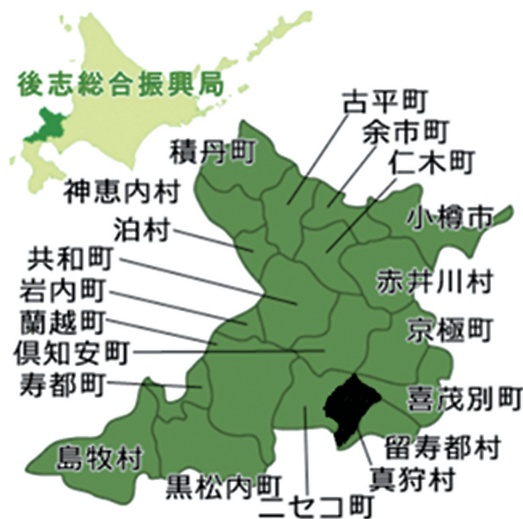 後志総合振興局
古平町
余市町
積丹町
仁木町
神恵内村
小樽市
泊村
共和町
赤井川村
岩内町
蘭越町
京極町
倶知安町
寿都町
喜茂別町
留寿都村
島牧村
真狩村
黒松内町
ニセコ町